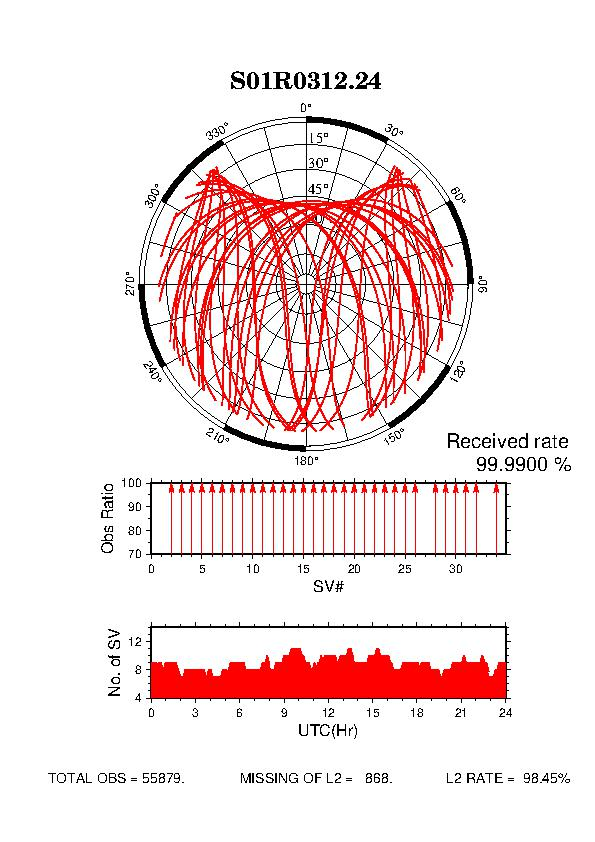 S01R0312.24
0°
330°
30°
15°
30°
300°
45°
60°
270°
90°
240°
120°
210°
150°
180°
Received rate
99.9900 %
100
90
80
70
Obs Ratio
0 5 10 15 20 25 30
SV#
12
8
4
No. of SV
0 3 6 9 12 15 18 21 24
UTC(Hr)
TOTAL OBS = 55879. MISSING OF L2 = 868. L2 RATE = 98.45%